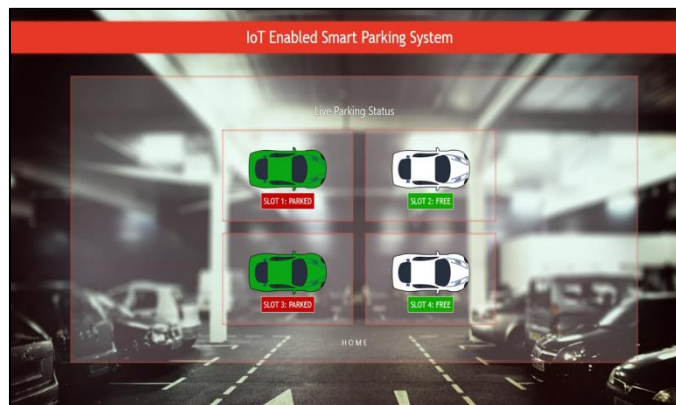 IoT Enabled Smart Parking System
Live Parking Status
SLOT 1: PARKED
SLOT 2: FREE
SLOT 3: PARKED
SLOT 4: FREE
HOME